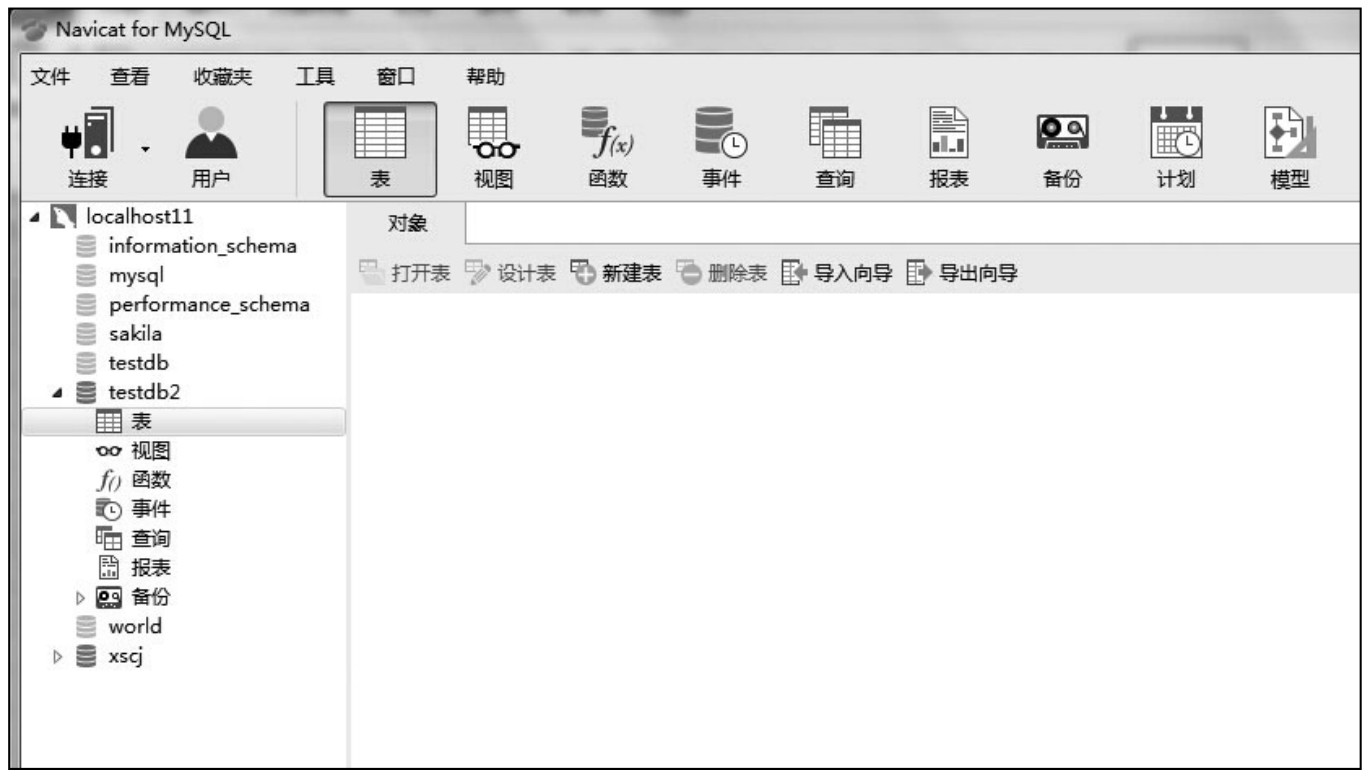 Navicat for MySQL
文件 查看 收藏夹 工具 窗口 帮助
连接 用户 表 视图 函数 事件 查询 报表 备份 计划 模型
localhost11
对象
information_schema
打开表 设计表 新建表 删除表 导入向导 导出向导
mysql
performance_schema
sakila
testdb
testdb2
表
视图
函数
事件
查询
报表
备份
world
xscj